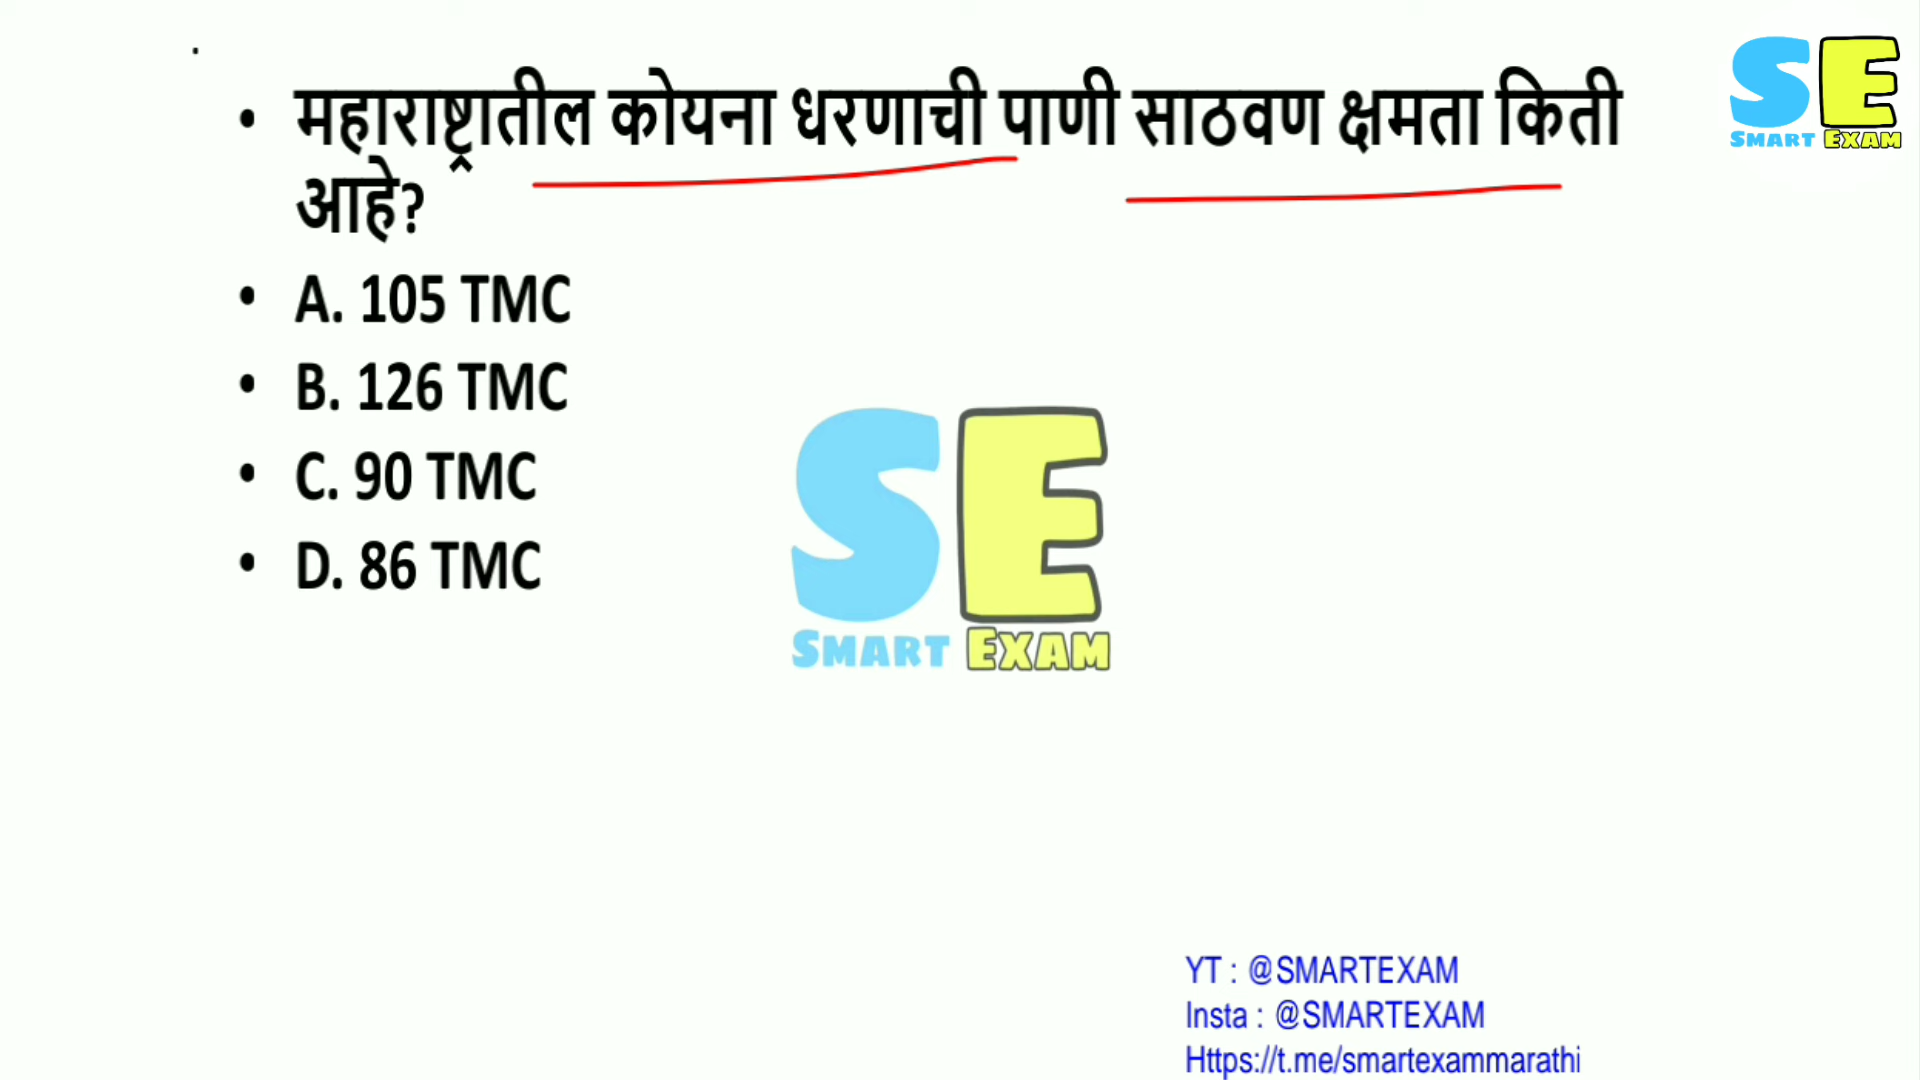 • महाराष्ट्रातील कोयना धरणाची पाणी साठवण क्षमता किती
आहे?
• A. 105 TMC
• B. 126 TMC
• C. 90 TMC
• D. 86 TMC
SE
SMART EXAM
SE
SMART EXAM
YT : @SMARTEXAM
Insta : @SMARTEXAM
Https://t.me/smartexammarathi